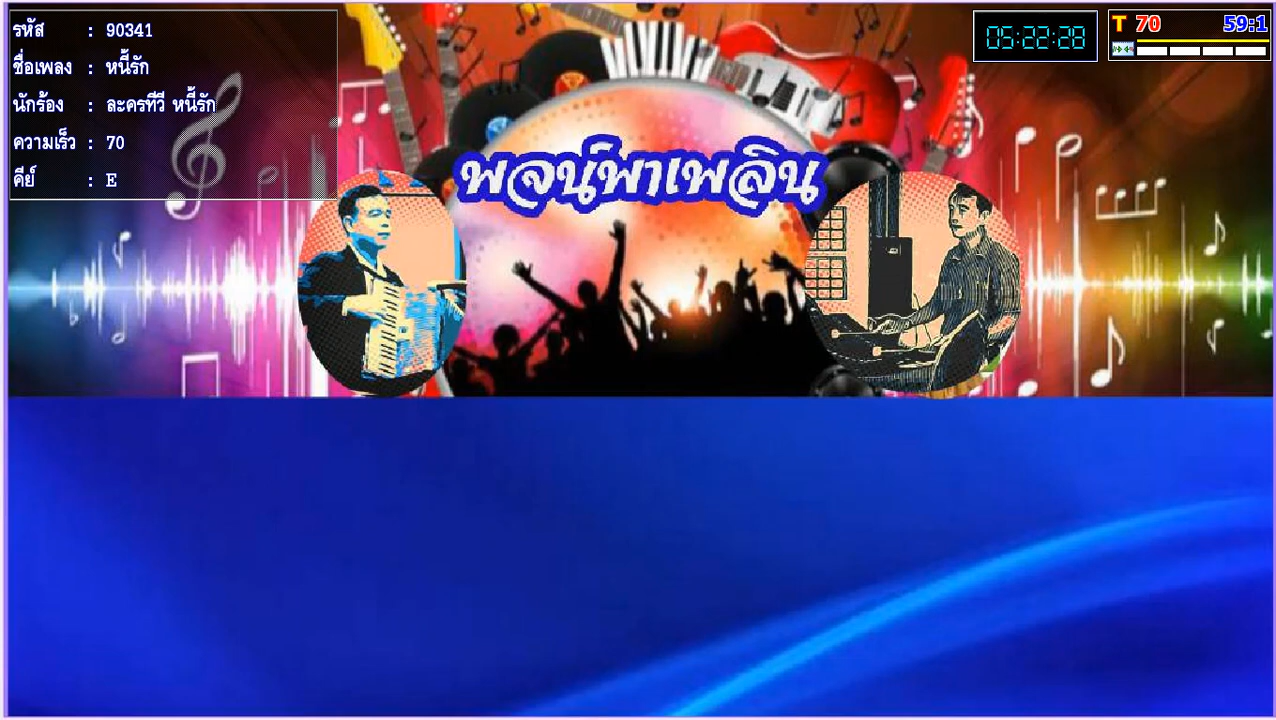 รหัส : 90341
ชื่อเพลง : หนี้รัก
นักร้อง : ละครทีวี หนี้รัก
ความเร็ว : 70
คีย์ : E
05:22:28
T 70 59:1
พจน์พาเพลิน